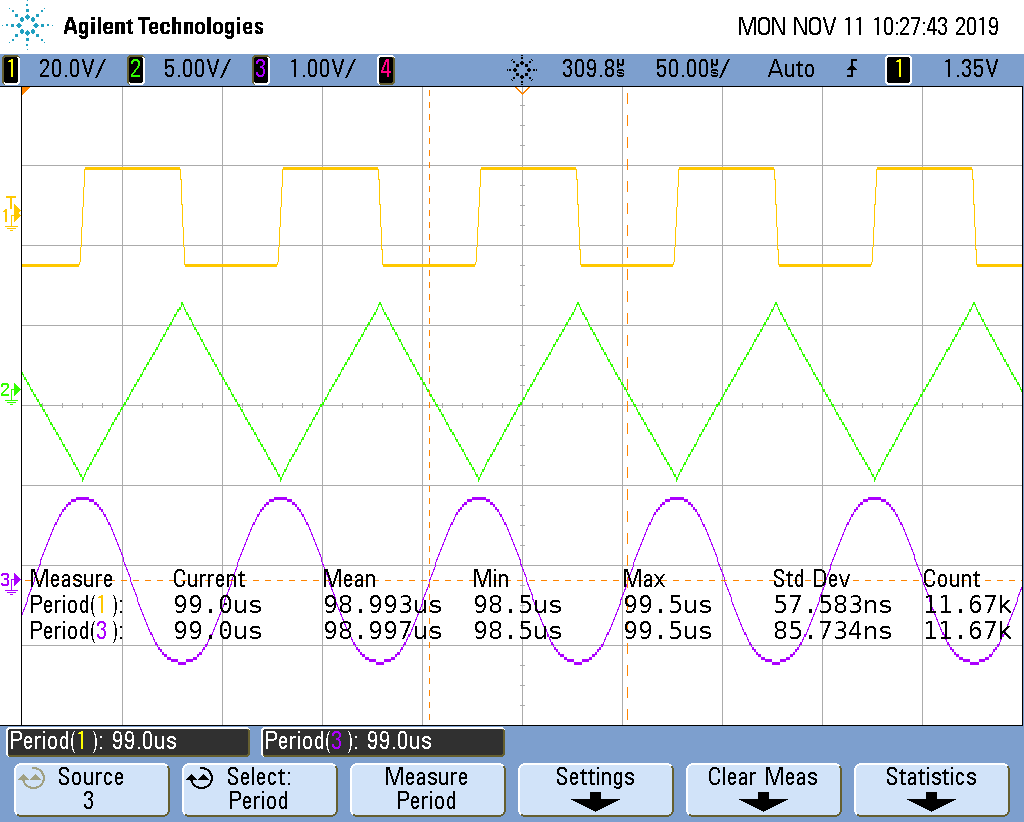 Agilent Technologies MON NOV 11 10:27:43 2019
1 20.0V/ 2 5.00V/ 3 1.00V/ 4 309.8µs 50.00µs/ Auto 1 1.35V
T
1
2
3
Measure Current Mean Min Max Std Dev Count
Period(1): 99.0us 98.993us 98.5us 99.5us 57.583ns 11.67k
Period(3): 99.0us 98.997us 98.5us 99.5us 85.734ns 11.67k
Period(1): 99.0us Period(3): 99.0us
Source Select: Measure Settings Clear Meas Statistics
3 Period Period